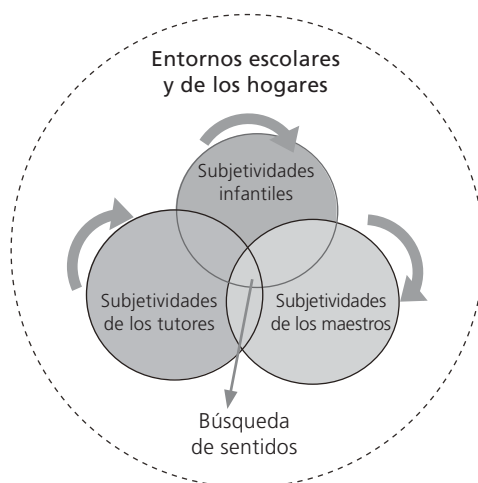 Entornos escolares
y de los hogares
Subjetividades
infantiles
Subjetividades
de los tutores
Subjetividades
de los maestros
Búsqueda
de sentidos